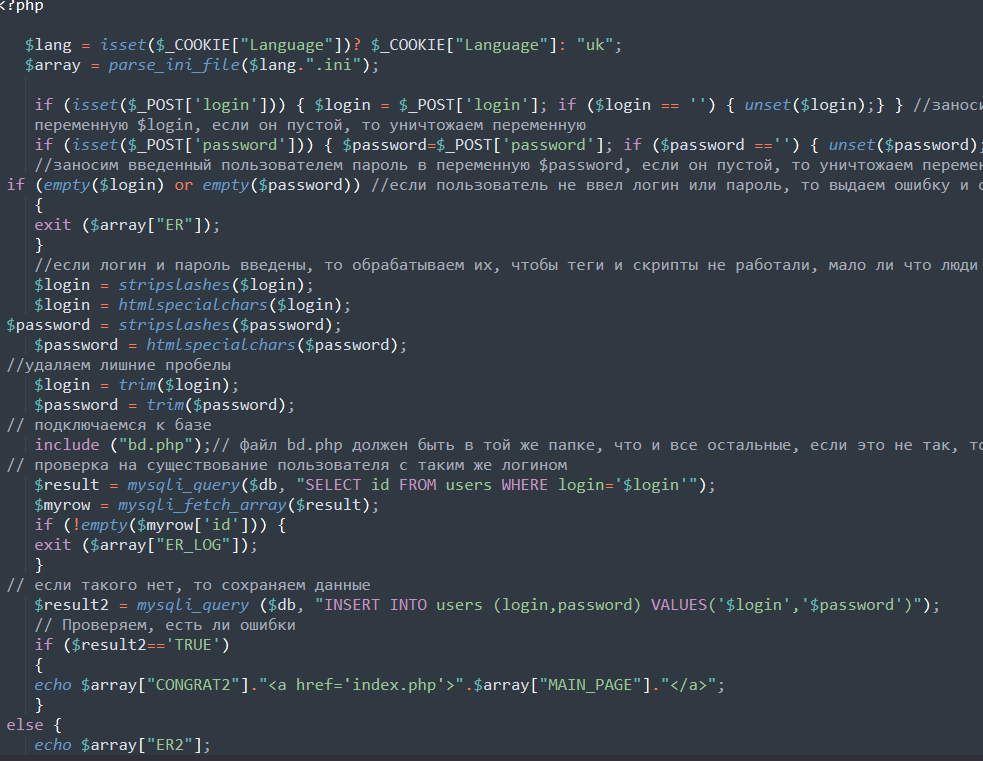 <?php
$lang = isset($_COOKIE["Language"])? $_COOKIE["Language"]: "uk";
$array = parse_ini_file($lang.".ini");
if (isset($_POST['login'])) { $login = $_POST['login']; if ($login == '') { unset($login);} } //заноси
переменную $login, если он пустой, то уничтожаем переменную
if (isset($_POST['password'])) { $password=$_POST['password']; if ($password =='') { unset($password);
//заносим введенный пользователем пароль в переменную $password, если он пустой, то уничтожаем перемен
if (empty($login) or empty($password)) //если пользователь не ввел логин или пароль, то выдаем ошибку и о
{
exit ($array["ER"]);
}
//если логин и пароль введены, то обрабатываем их, чтобы теги и скрипты не работали, мало ли что люди
$login = stripslashes($login);
$login = htmlspecialchars($login);
$password = stripslashes($password);
$password = htmlspecialchars($password);
//удаляем лишние пробелы
$login = trim($login);
$password = trim($password);
// подключаемся к базе
include ("bd.php");// файл bd.php должен быть в той же папке, что и все остальные, если это не так, то
// проверка на существование пользователя с таким же логином
$result = mysqli_query($db, "SELECT id FROM users WHERE login='$login'");
$myrow = mysqli_fetch_array($result);
if (!empty($myrow['id'])) {
exit ($array["ER_LOG"]);
}
// если такого нет, то сохраняем данные
$result2 = mysqli_query ($db, "INSERT INTO users (login,password) VALUES('$login','$password')");
// Проверяем, есть ли ошибки
if ($result2=='TRUE')
{
echo $array["CONGRAT2"]."<a href='index.php'>".$array["MAIN_PAGE"]."</a>";
}
else {
echo $array["ER2"];